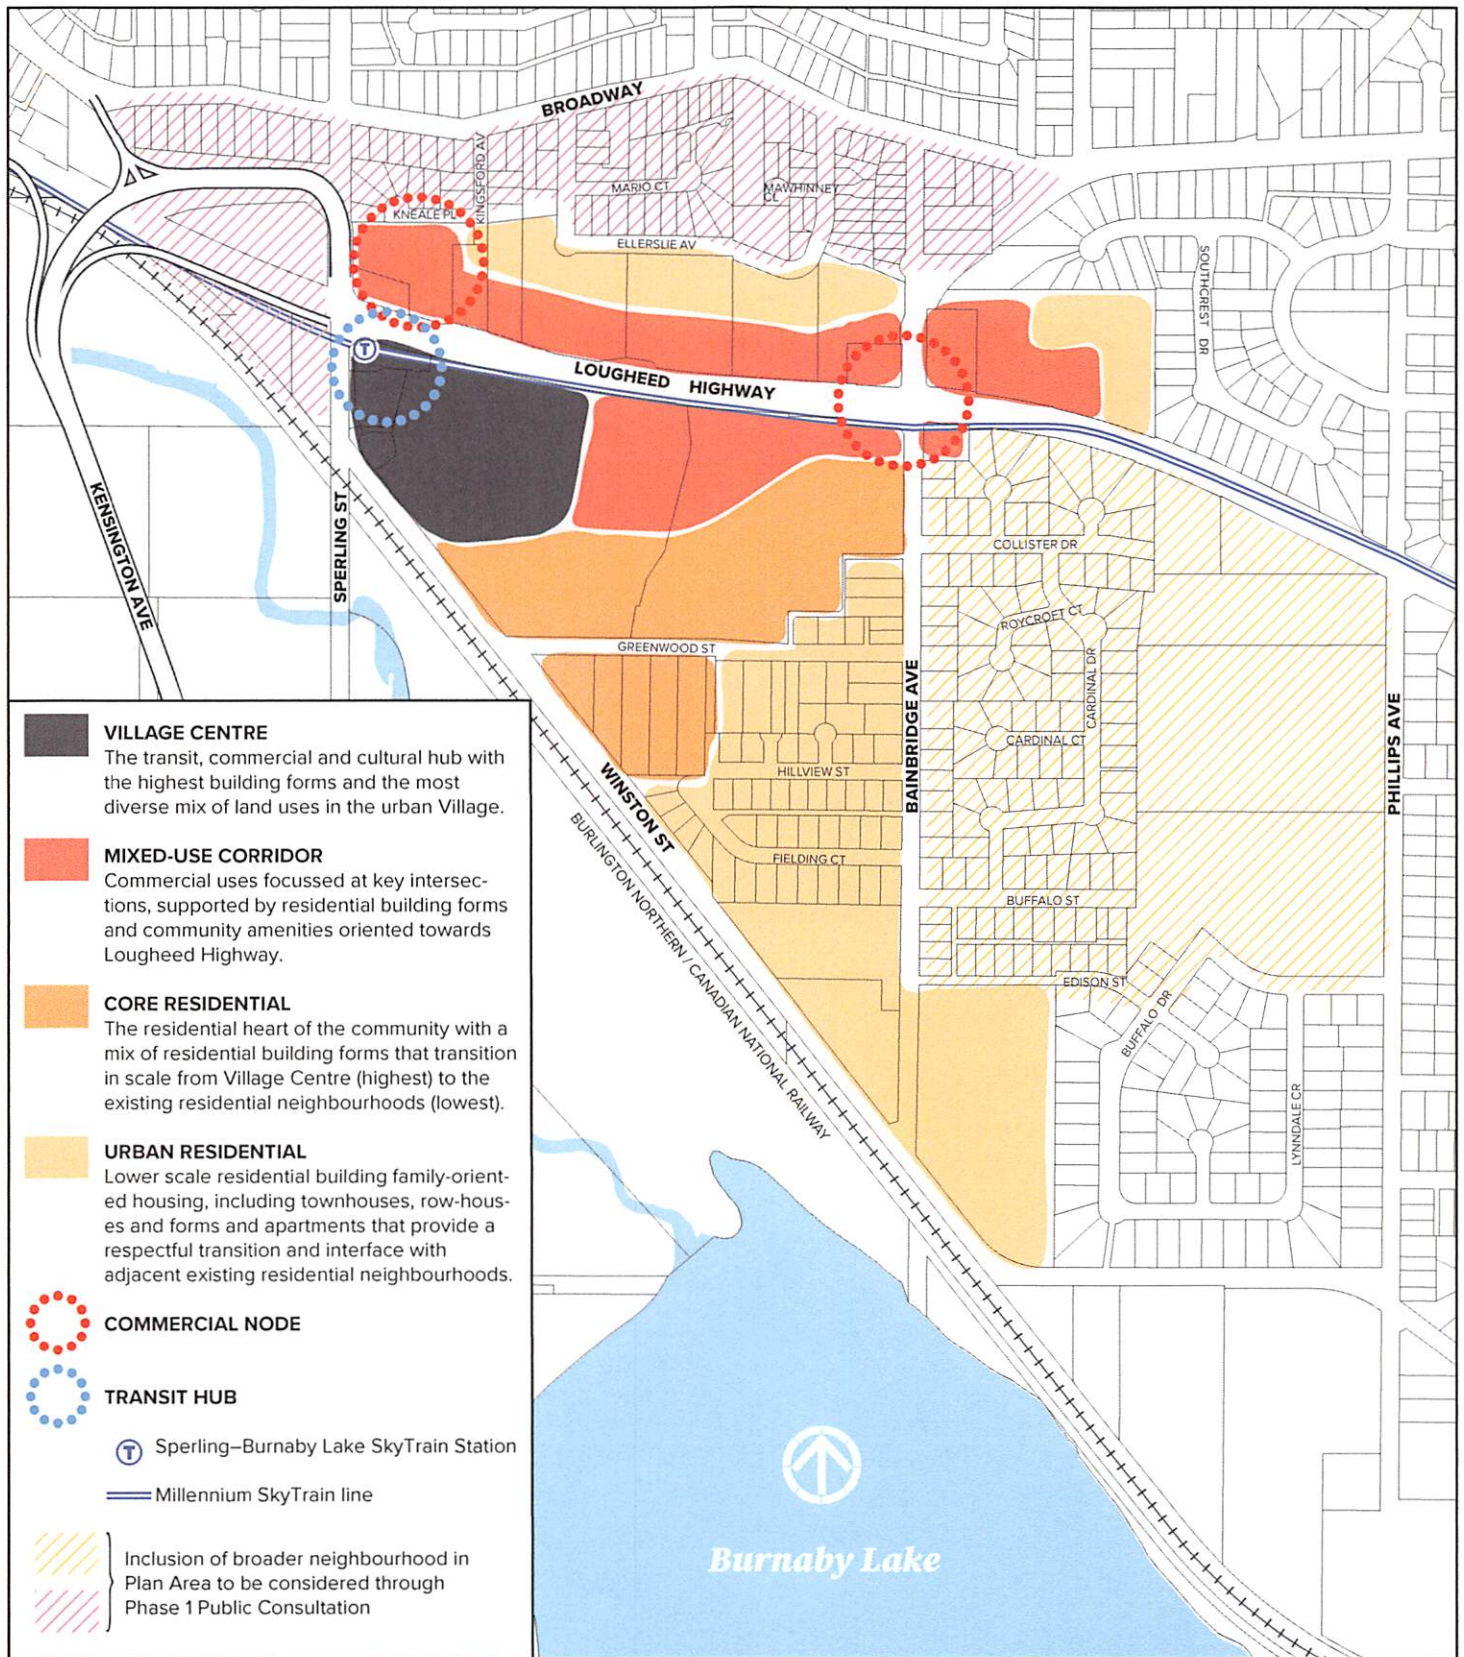 BROADWAY
KINGSFORD AV
MARIO CT
MAWHINNEY
CL
KNEALE PL
ELLERSLIE AV
SOUTHCREST DR
T
LOUGHEED HIGHWAY
KENSINGTON AVE
SPERLING ST
COLLISTER DR
ROYCROFT CT
GREENWOOD ST
CARDINAL DR
BAINBRIDGE AVE
PHILLIPS AVE
CARDINAL CT
HILLVIEW ST
WINSTON ST
FIELDING CT
BURLINGTON NORTHERN / CANADIAN NATIONAL RAILWAY
BUFFALO ST
EDISON ST
BUFFALO DR
LYNNDALE CR
VILLAGE CENTRE
The transit, commercial and cultural hub with
the highest building forms and the most
diverse mix of land uses in the urban Village.
MIXED-USE CORRIDOR
Commercial uses focussed at key intersec-
tions, supported by residential building forms
and community amenities oriented towards
Lougheed Highway.
CORE RESIDENTIAL
The residential heart of the community with a
mix of residential building forms that transition
in scale from Village Centre (highest) to the
existing residential neighbourhoods (lowest).
URBAN RESIDENTIAL
Lower scale residential building family-orient-
ed housing, including townhouses, row-hous-
es and forms and apartments that provide a
respectful transition and interface with
adjacent existing residential neighbourhoods.
COMMERCIAL NODE
TRANSIT HUB
T Sperling–Burnaby Lake SkyTrain Station
Millennium SkyTrain line
Inclusion of broader neighbourhood in
Plan Area to be considered through
Phase 1 Public Consultation
Burnaby Lake